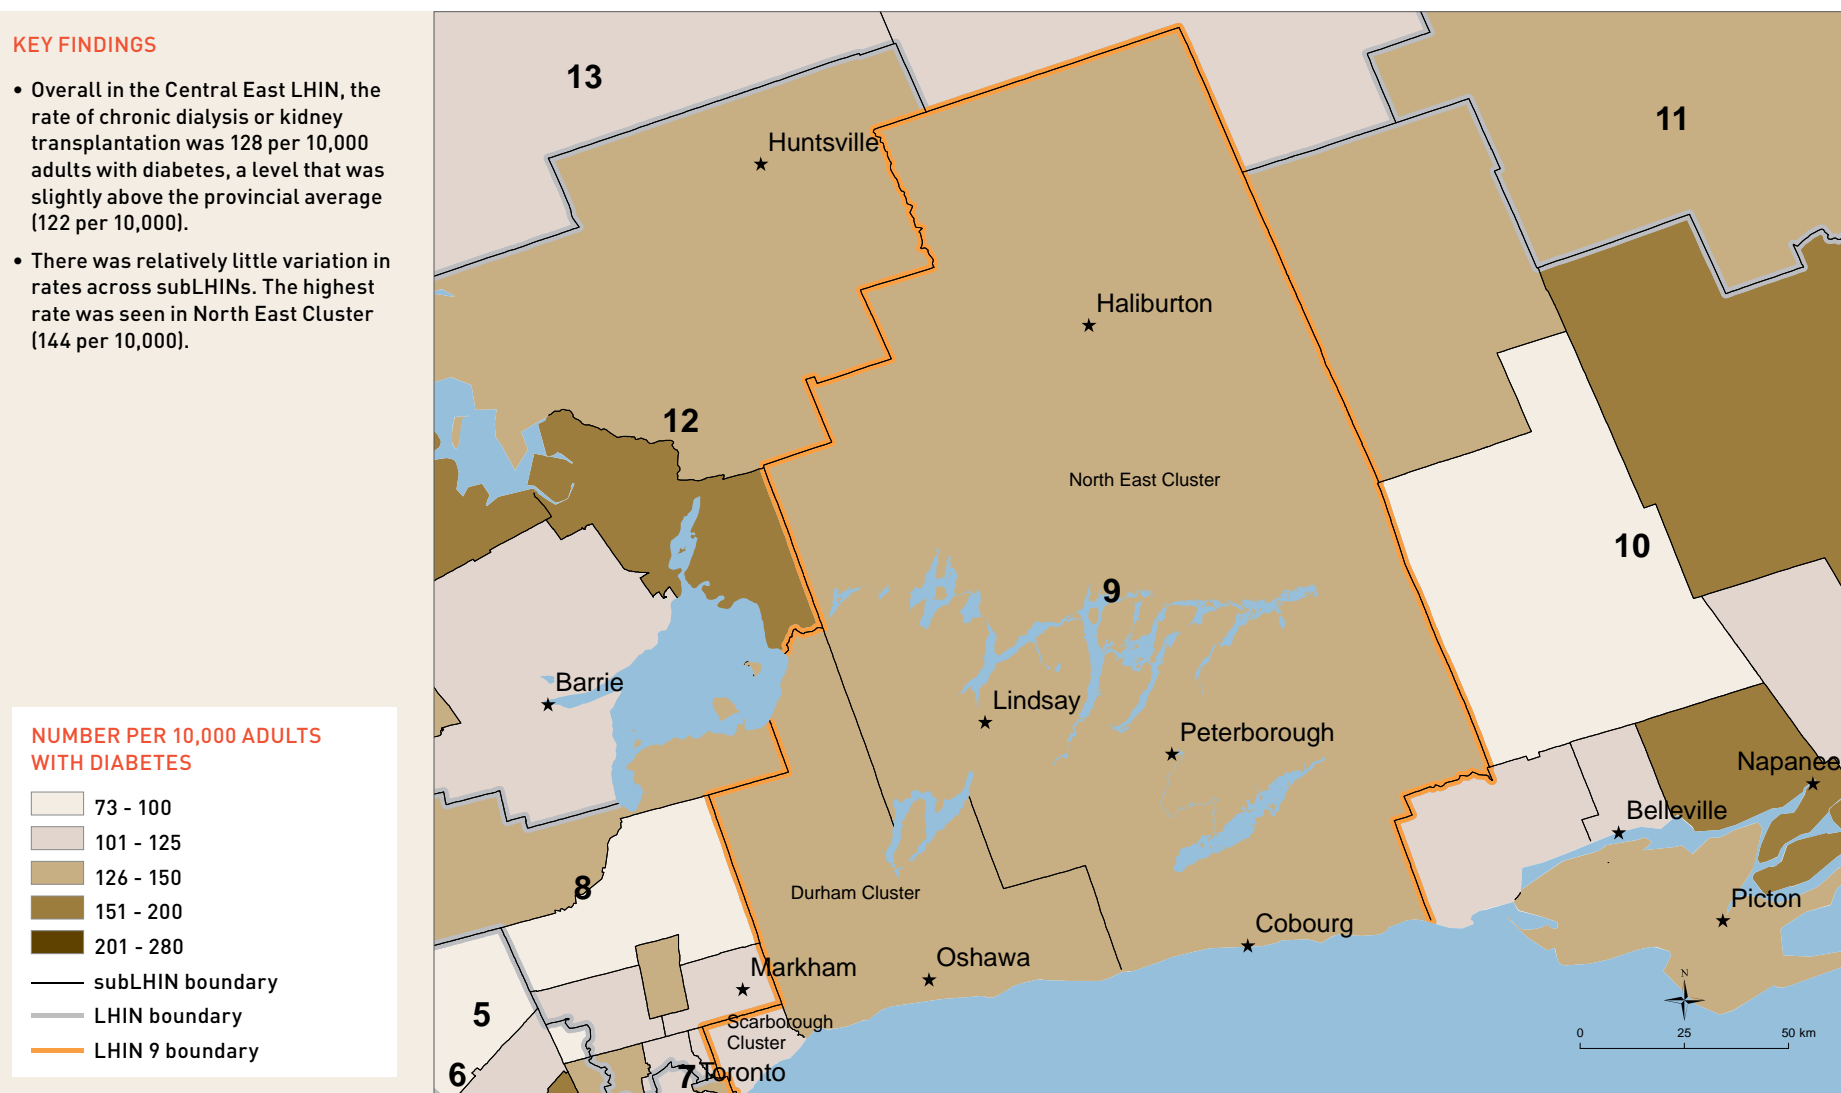 KEY FINDINGS
• Overall in the Central East LHIN, the
rate of chronic dialysis or kidney
transplantation was 128 per 10,000
adults with diabetes, a level that was
slightly above the provincial average
(122 per 10,000).
• There was relatively little variation in
rates across subLHINs. The highest
rate was seen in North East Cluster
(144 per 10,000).
NUMBER PER 10,000 ADULTS
WITH DIABETES
73 - 100
101 - 125
126 - 150
151 - 200
201 - 280
subLHIN boundary
LHIN boundary
LHIN 9 boundary
13
11
Huntsville
Haliburton
12
North East Cluster
10
9
Barrie
Lindsay
Peterborough
Napanee
Belleville
8
Durham Cluster
Picton
Cobourg
Oshawa
Markham
N
5
Scarborough
Cluster
0 25 50 km
6
7
Toronto